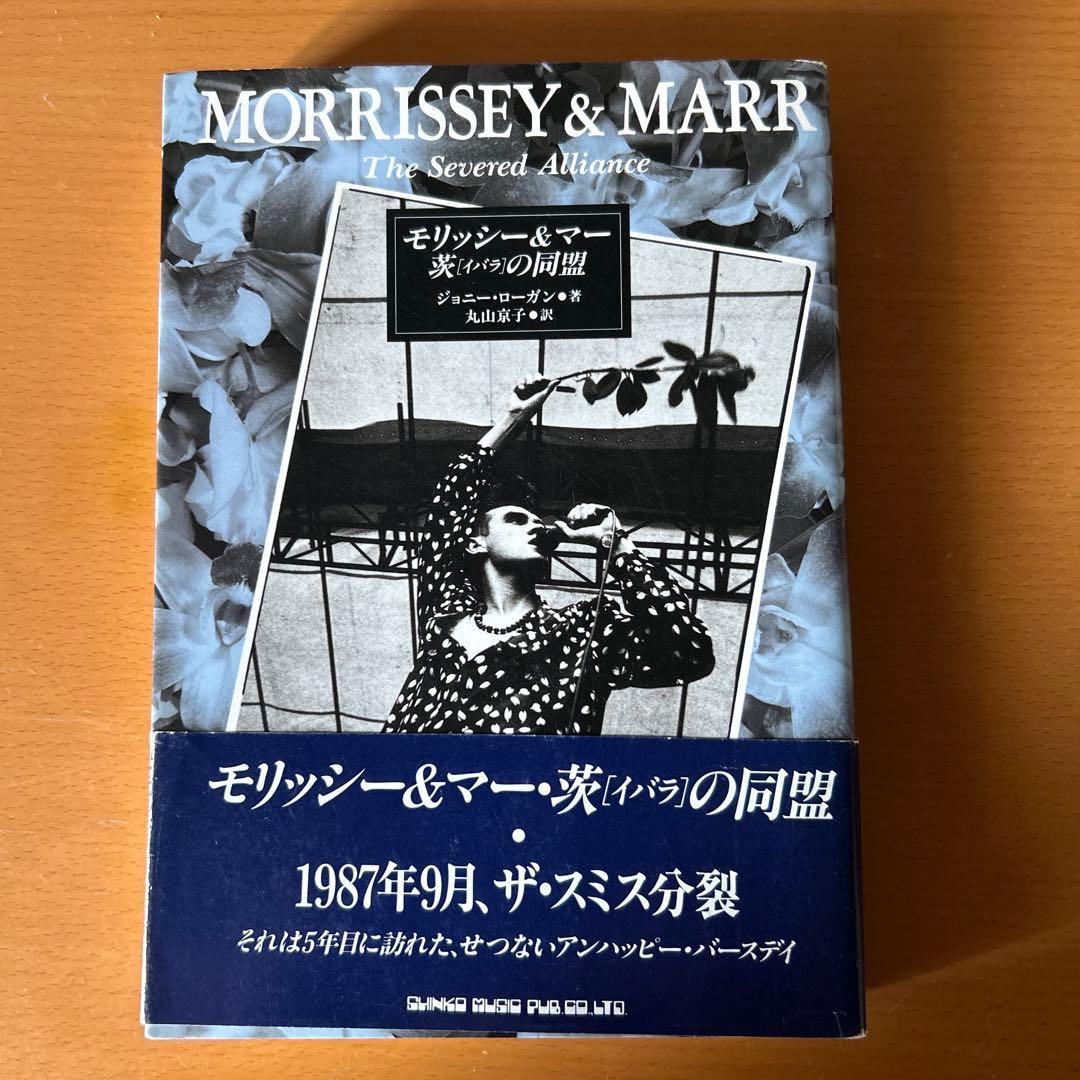 MORRISSEY & MARR
The Severed Alliance
モリッシー&マー
茨[イバラ]の同盟
ジョニー・ローガン●著
丸山京子●訳
モリッシー&マー・茨[イバラ]の同盟
●
1987年9月、ザ・スミス分裂
それは5年目に訪れた、せつないアンハッピー・バースデイ
SHINKO MUSIC PUB. CO., LTD.